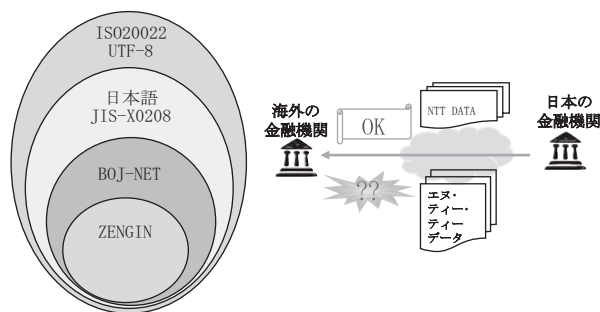 ISO20022
UTF-8
日本語
JIS-X0208
BOJ-NET
ZENGIN
海外の
金融機関
OK
??
NTT DATA
エヌ・
ティー・
ティー
データ
日本の
金融機関